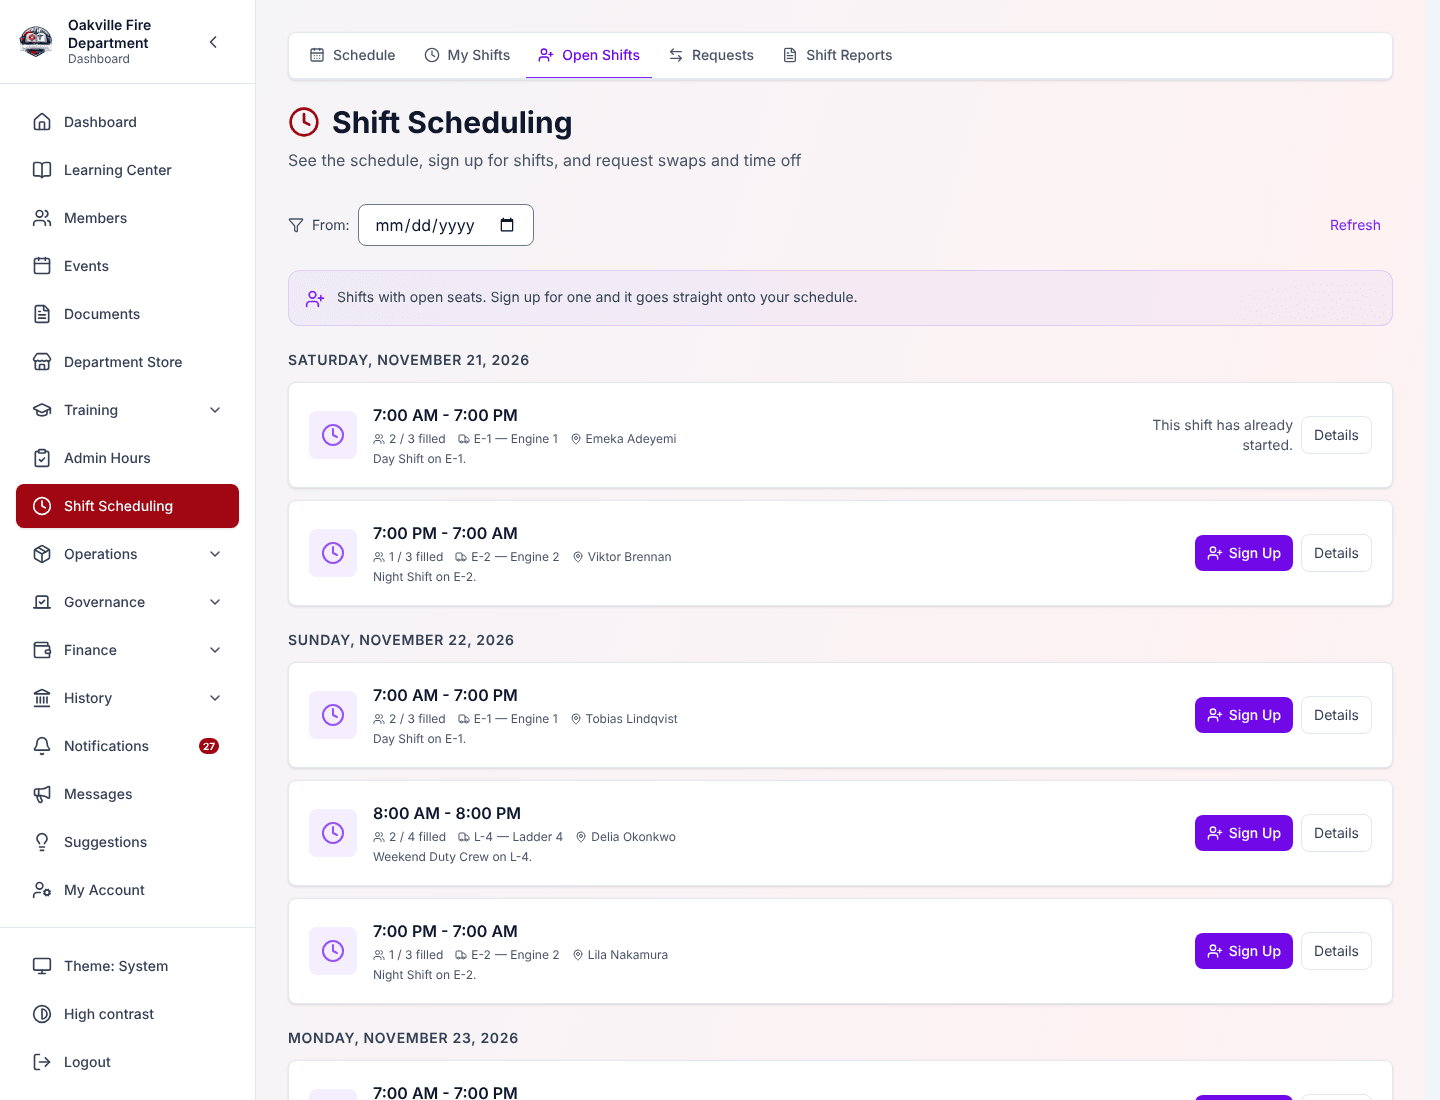 Oakville Fire
Department
Dashboard
Dashboard
Learning Center
Members
Events
Documents
Department Store
Training
Admin Hours
Shift Scheduling
Operations
Governance
Finance
History
Notifications 27
Messages
Suggestions
My Account
Theme: System
High contrast
Logout
Schedule My Shifts Open Shifts Requests Shift Reports
Shift Scheduling
See the schedule, sign up for shifts, and request swaps and time off
From: mm/dd/yyyy Refresh
Shifts with open seats. Sign up for one and it goes straight onto your schedule.
SATURDAY, NOVEMBER 21, 2026
7:00 AM - 7:00 PM
2 / 3 filled E-1 — Engine 1 Emeka Adeyemi
Day Shift on E-1.
This shift has already
started.
Details
7:00 PM - 7:00 AM
1 / 3 filled E-2 — Engine 2 Viktor Brennan
Night Shift on E-2.
Sign Up Details
SUNDAY, NOVEMBER 22, 2026
7:00 AM - 7:00 PM
2 / 3 filled E-1 — Engine 1 Tobias Lindqvist
Day Shift on E-1.
Sign Up Details
8:00 AM - 8:00 PM
2 / 4 filled L-4 — Ladder 4 Delia Okonkwo
Weekend Duty Crew on L-4.
Sign Up Details
7:00 PM - 7:00 AM
1 / 3 filled E-2 — Engine 2 Lila Nakamura
Night Shift on E-2.
Sign Up Details
MONDAY, NOVEMBER 23, 2026
7:00 AM - 7:00 PM